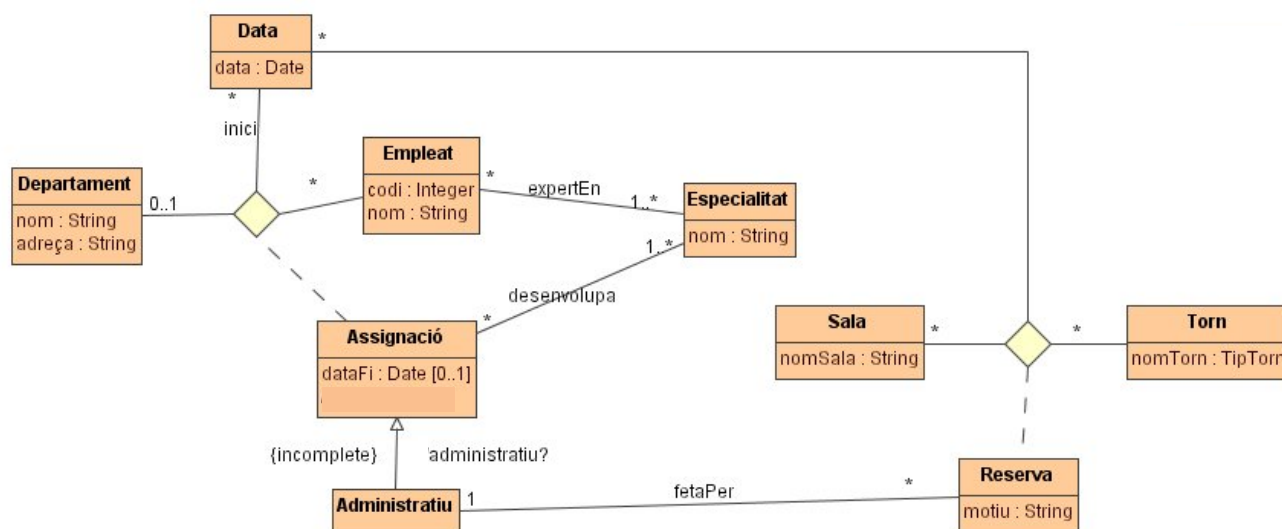 Data
data : Date
*
*
inici
Departament
nom : String
adreça : String
0..1
*
Empleat
codi : Integer
nom : String
*
expertEn
1..*
Especialitat
nom : String
1..*
desenvolupa
*
Assignació
dataFi : Date [0..1]
{incomplete}
administratiu?
Administratiu
1
fetaPer
*
Sala
nomSala : String
*
*
Torn
nomTorn : TipTorn
Reserva
motiu : String